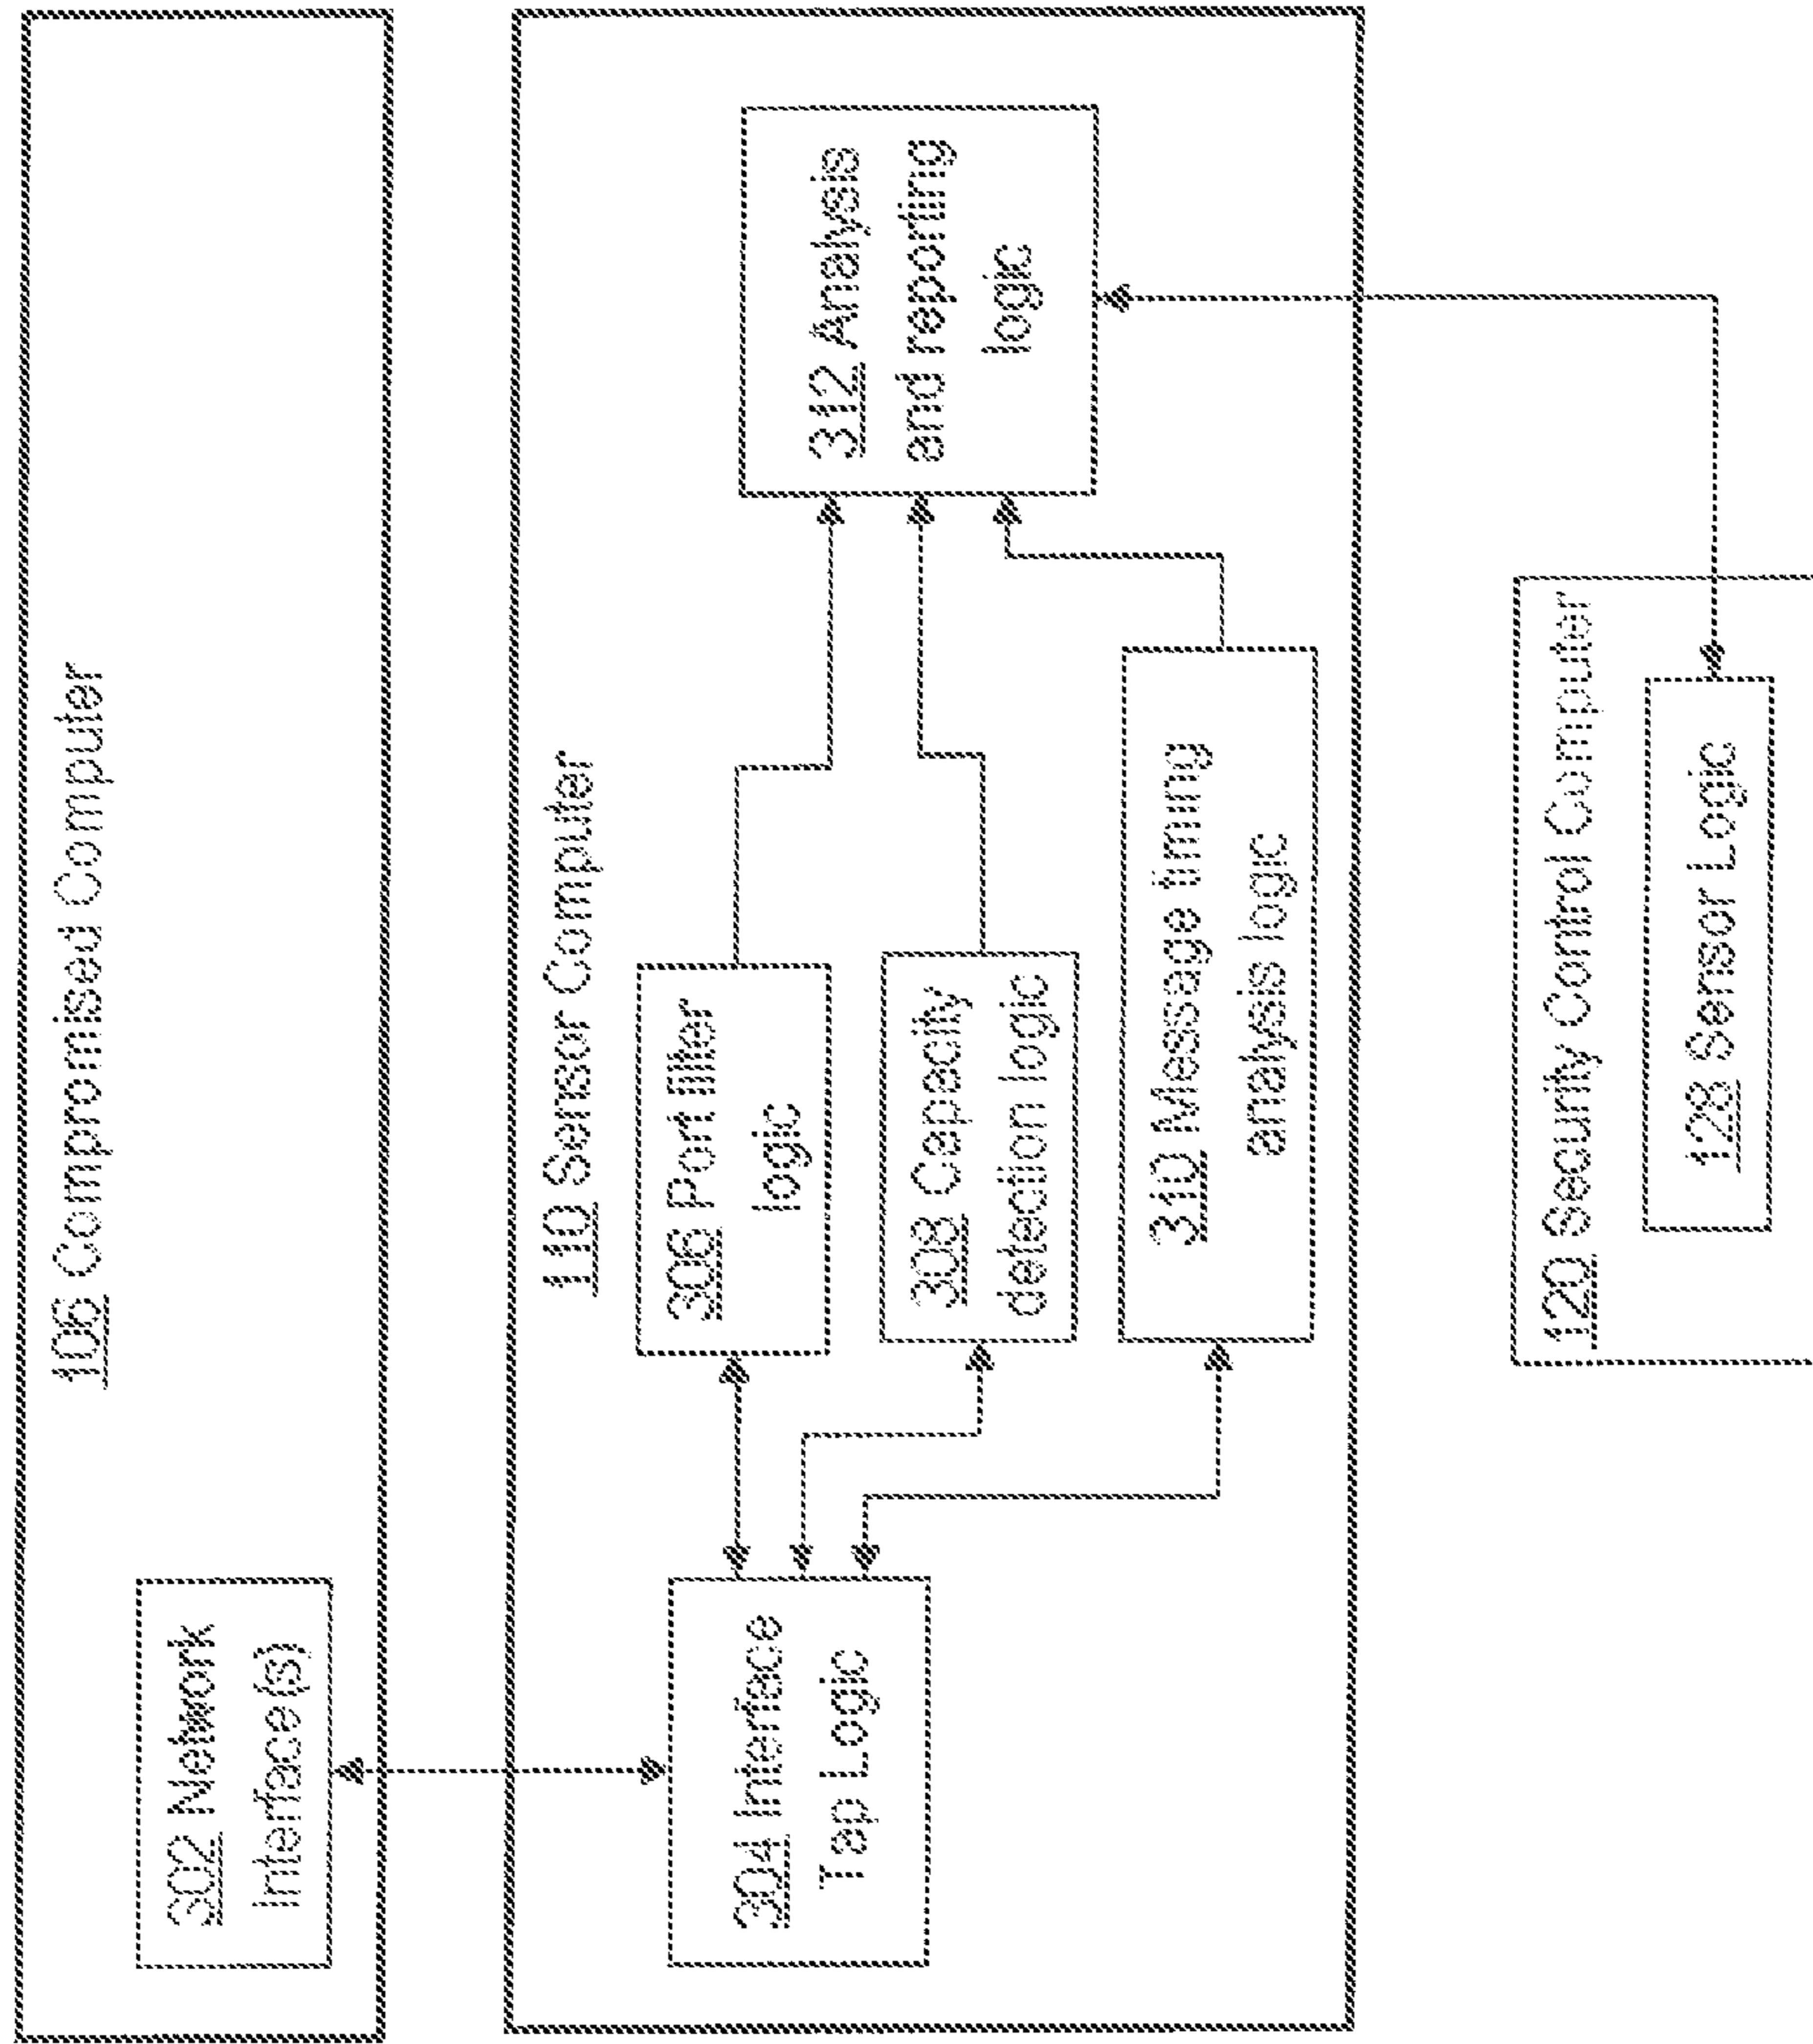 106 Compromised Computer
302 Network
Interface(s)
110 Sensor Computer
304 Interface
Tap Logic
306 Port filter
logic
308 Capacity
detection logic
310 Message timing
analysis logic
312 Analysis
and reporting
logic
120 Security Control Computer
128 Sensor Logic